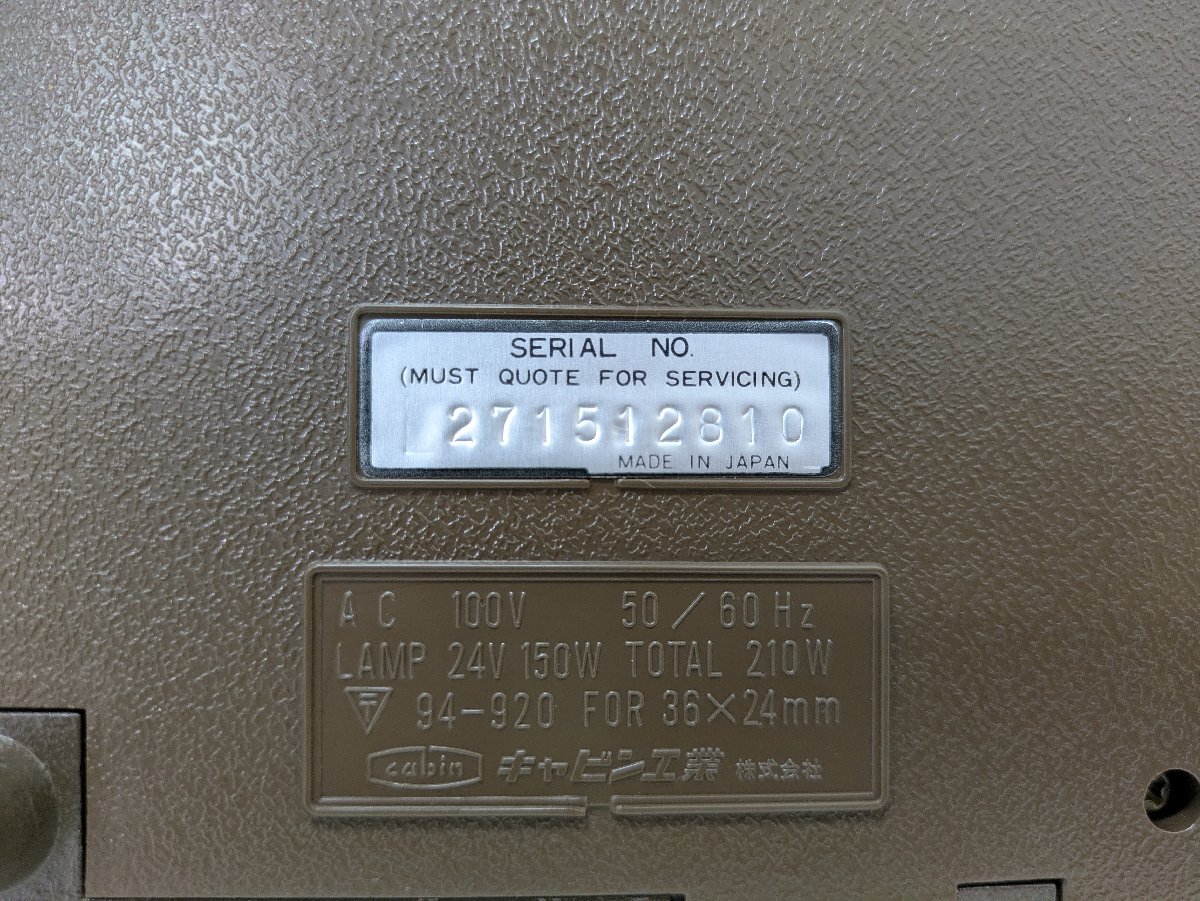 SERIAL NO.
(MUST QUOTE FOR SERVICING)
271512810
MADE IN JAPAN
AC 100V 50/60Hz
LAMP 24V 150W TOTAL 210W
〒 94-920 FOR 36×24mm
cabin キャビン工業 株式会社